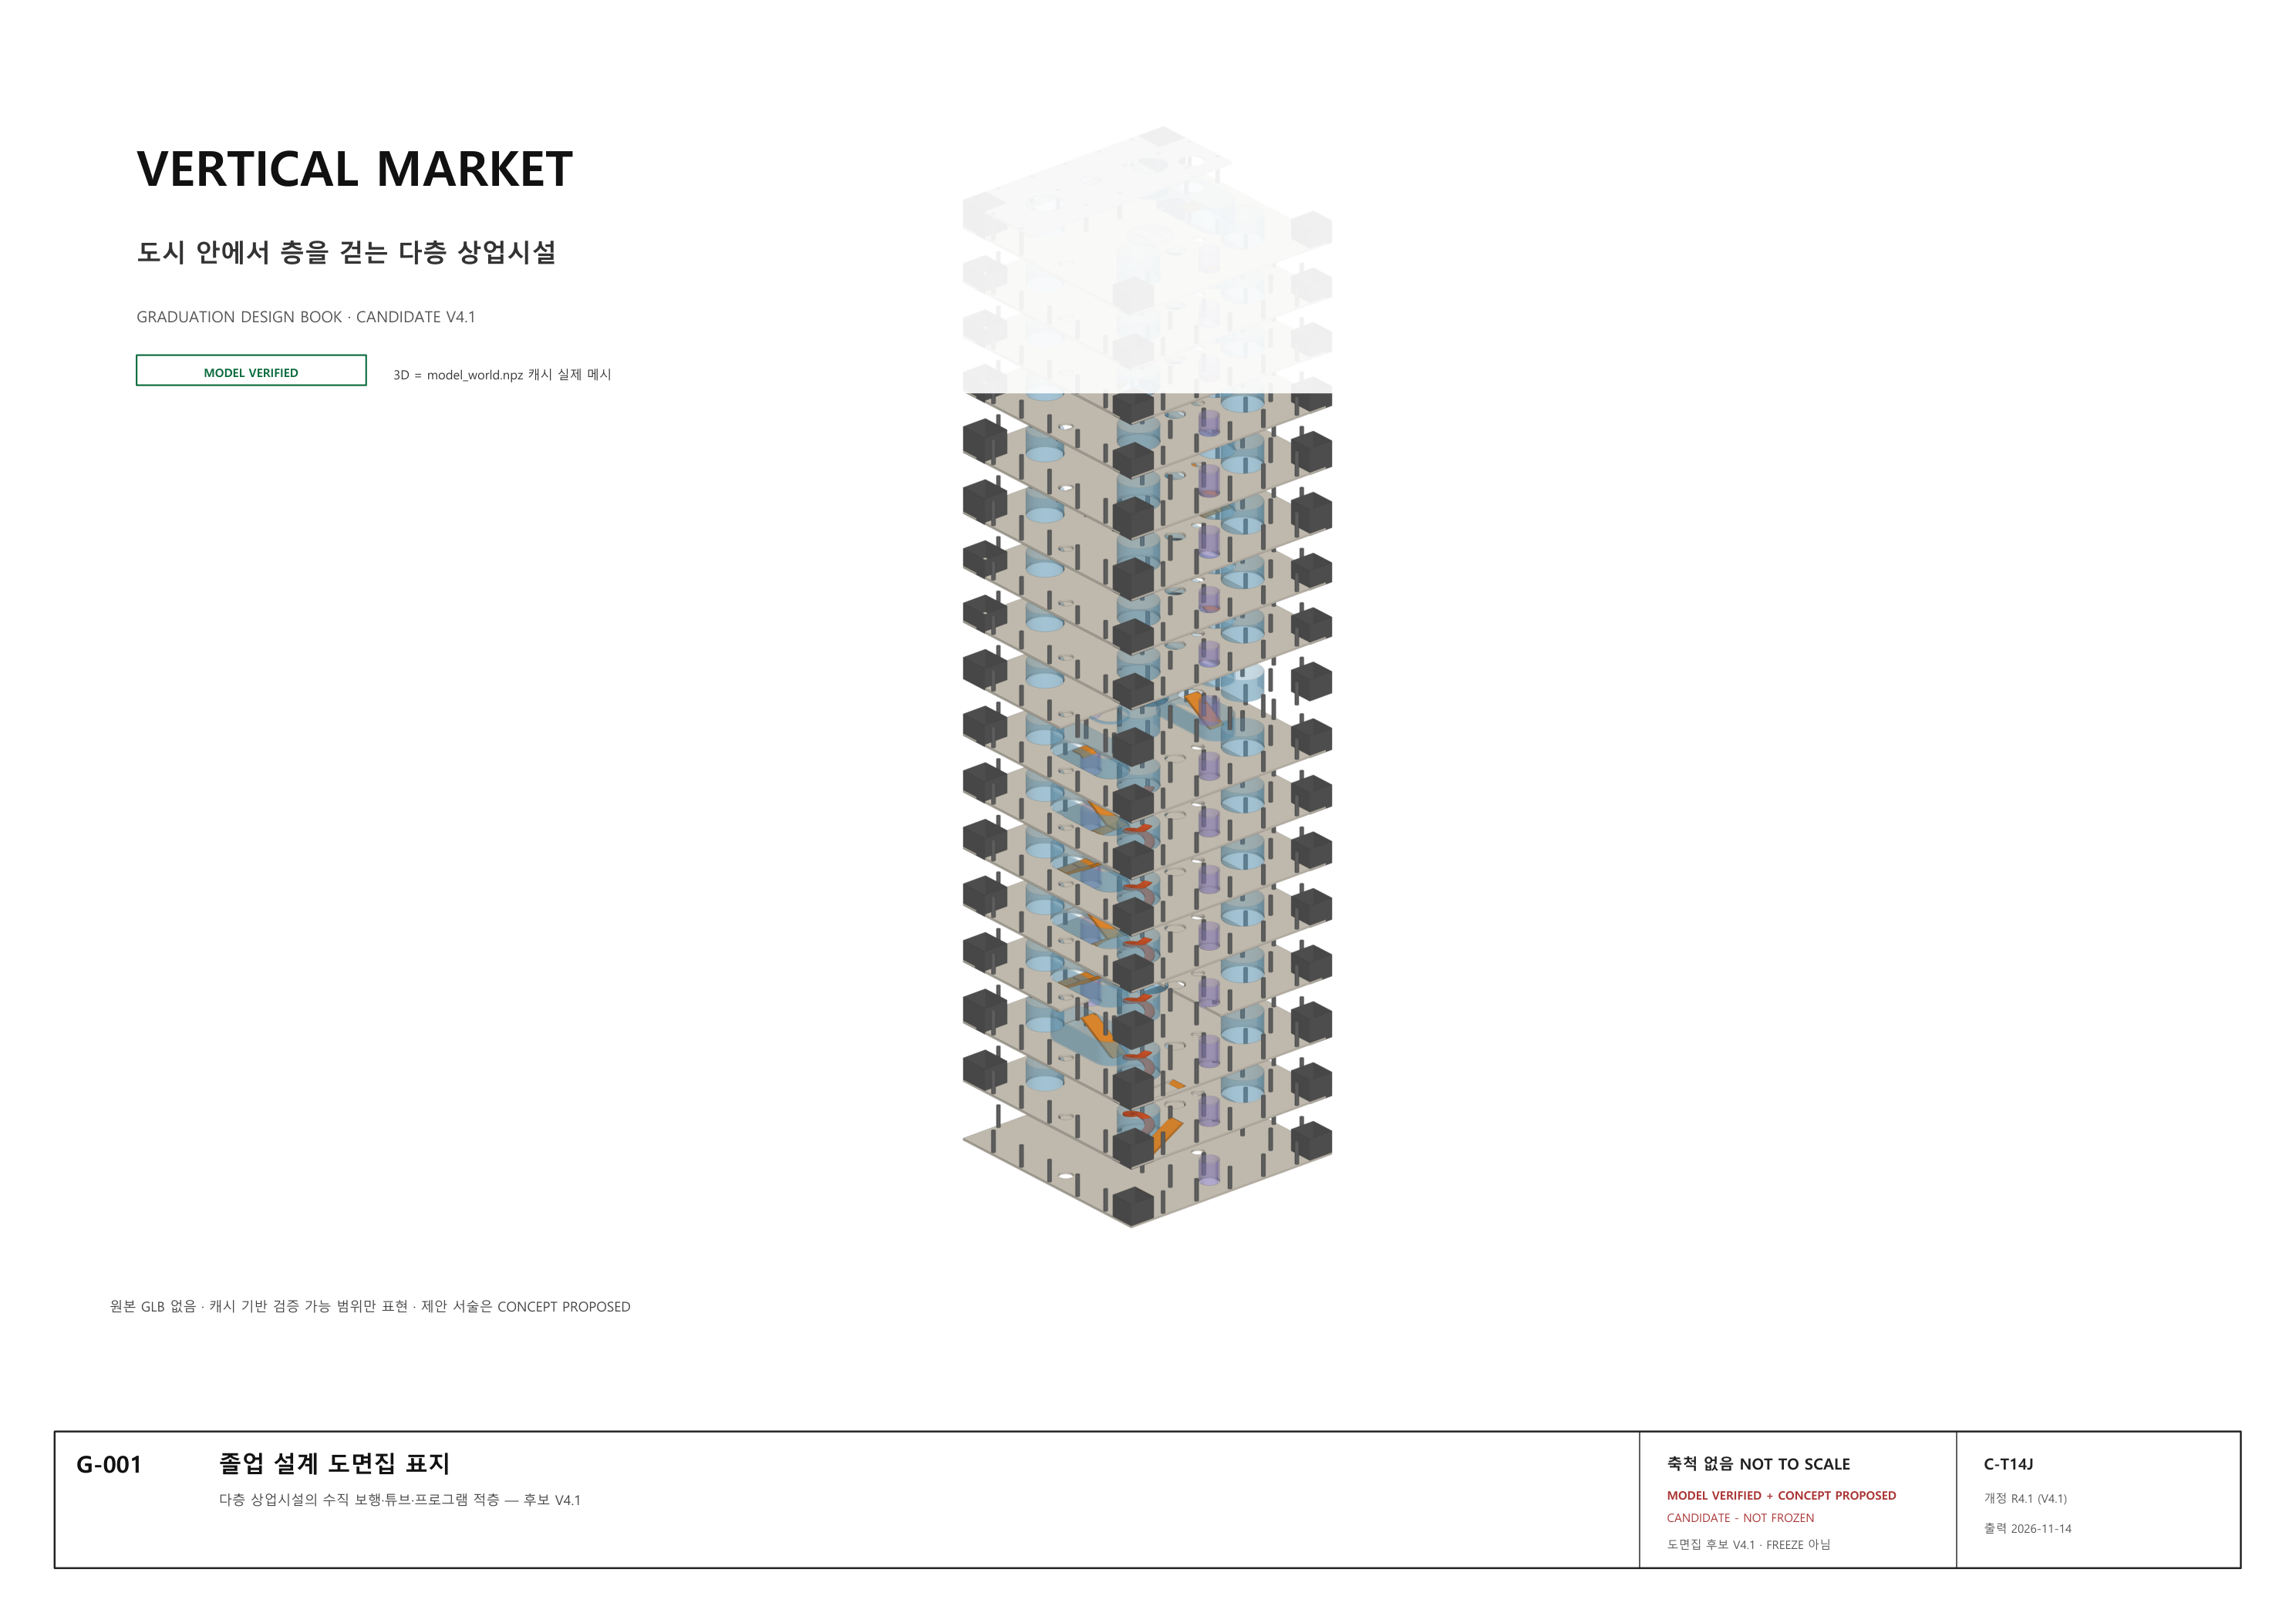 VERTICAL MARKET
도시 안에서 층을 걷는 다층 상업시설
GRADUATION DESIGN BOOK · CANDIDATE V4.1
MODEL VERIFIED
3D = model_world.npz 캐시 실제 메시
원본 GLB 없음 · 캐시 기반 검증 가능 범위만 표현 · 제안 서술은 CONCEPT PROPOSED
G-001
졸업 설계 도면집 표지
다층 상업시설의 수직 보행·튜브·프로그램 적층 — 후보 V4.1
축척 없음 NOT TO SCALE
MODEL VERIFIED + CONCEPT PROPOSED
CANDIDATE - NOT FROZEN
도면집 후보 V4.1 · FREEZE 아님
C-T14J
개정 R4.1 (V4.1)
출력 2026-11-14